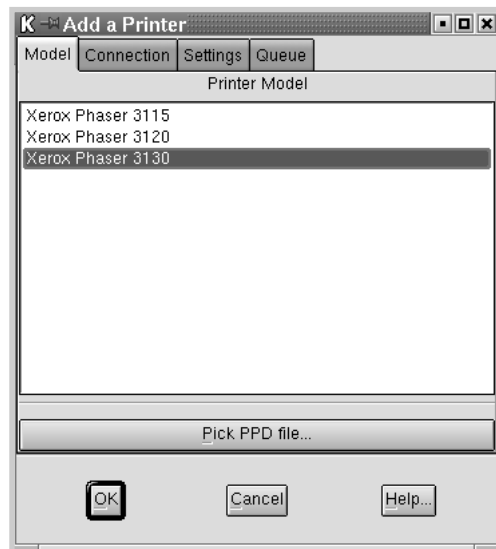 K Add a Printer
Model Connection Settings Queue
Printer Model
Xerox Phaser 3115
Xerox Phaser 3120
Xerox Phaser 3130
Pick PPD file...
OK Cancel Help...